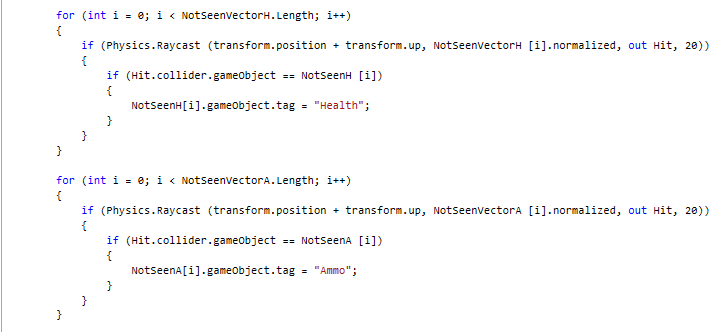 for (int i = 0; i < NotSeenVectorH.Length; i++)
{
if (Physics.Raycast (transform.position + transform.up, NotSeenVectorH [i].normalized, out Hit, 20))
{
if (Hit.collider.gameObject == NotSeenH [i])
{
NotSeenH[i].gameObject.tag = "Health";
}
}
}
for (int i = 0; i < NotSeenVectorA.Length; i++)
{
if (Physics.Raycast (transform.position + transform.up, NotSeenVectorA [i].normalized, out Hit, 20))
{
if (Hit.collider.gameObject == NotSeenA [i])
{
NotSeenA[i].gameObject.tag = "Ammo";
}
}
}